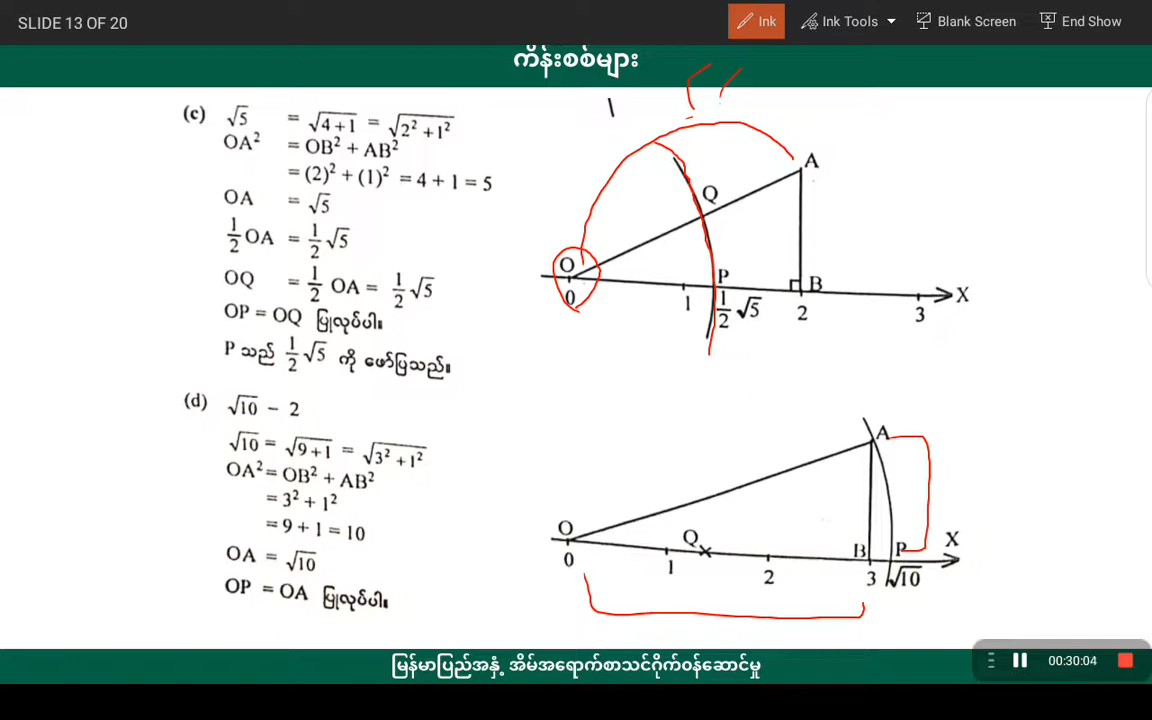 SLIDE 13 OF 20
Ink
Ink Tools
Blank Screen
End Show
ကိန်းစစ်များ
(c) √5 = √4+1 = √2² +1²
OA² = OB² + AB²
= (2)² + (1)² = 4 + 1 = 5
OA = √5
1/2 OA = 1/2 √5
OQ = 1/2 OA = 1/2 √5
OP = OQ ပြုလုပ်ပါ။
P သည် 1/2 √5 ကို ဖော်ပြသည်။
A
Q
O
P
B
X
0
1
1/2 √5
2
3
(d) √10 − 2
√10 = √9+1 = √3² +1²
OA² = OB² + AB²
= 3² + 1²
= 9 + 1 = 10
OA = √10
OP = OA ပြုလုပ်ပါ။
A
O
Q
B
P
X
0
1
2
3
√10
မြန်မာပြည်အနှံ့ အိမ်အရောက်စာသင်ဂိုက်ဝန်ဆောင်မှု
00:30:04